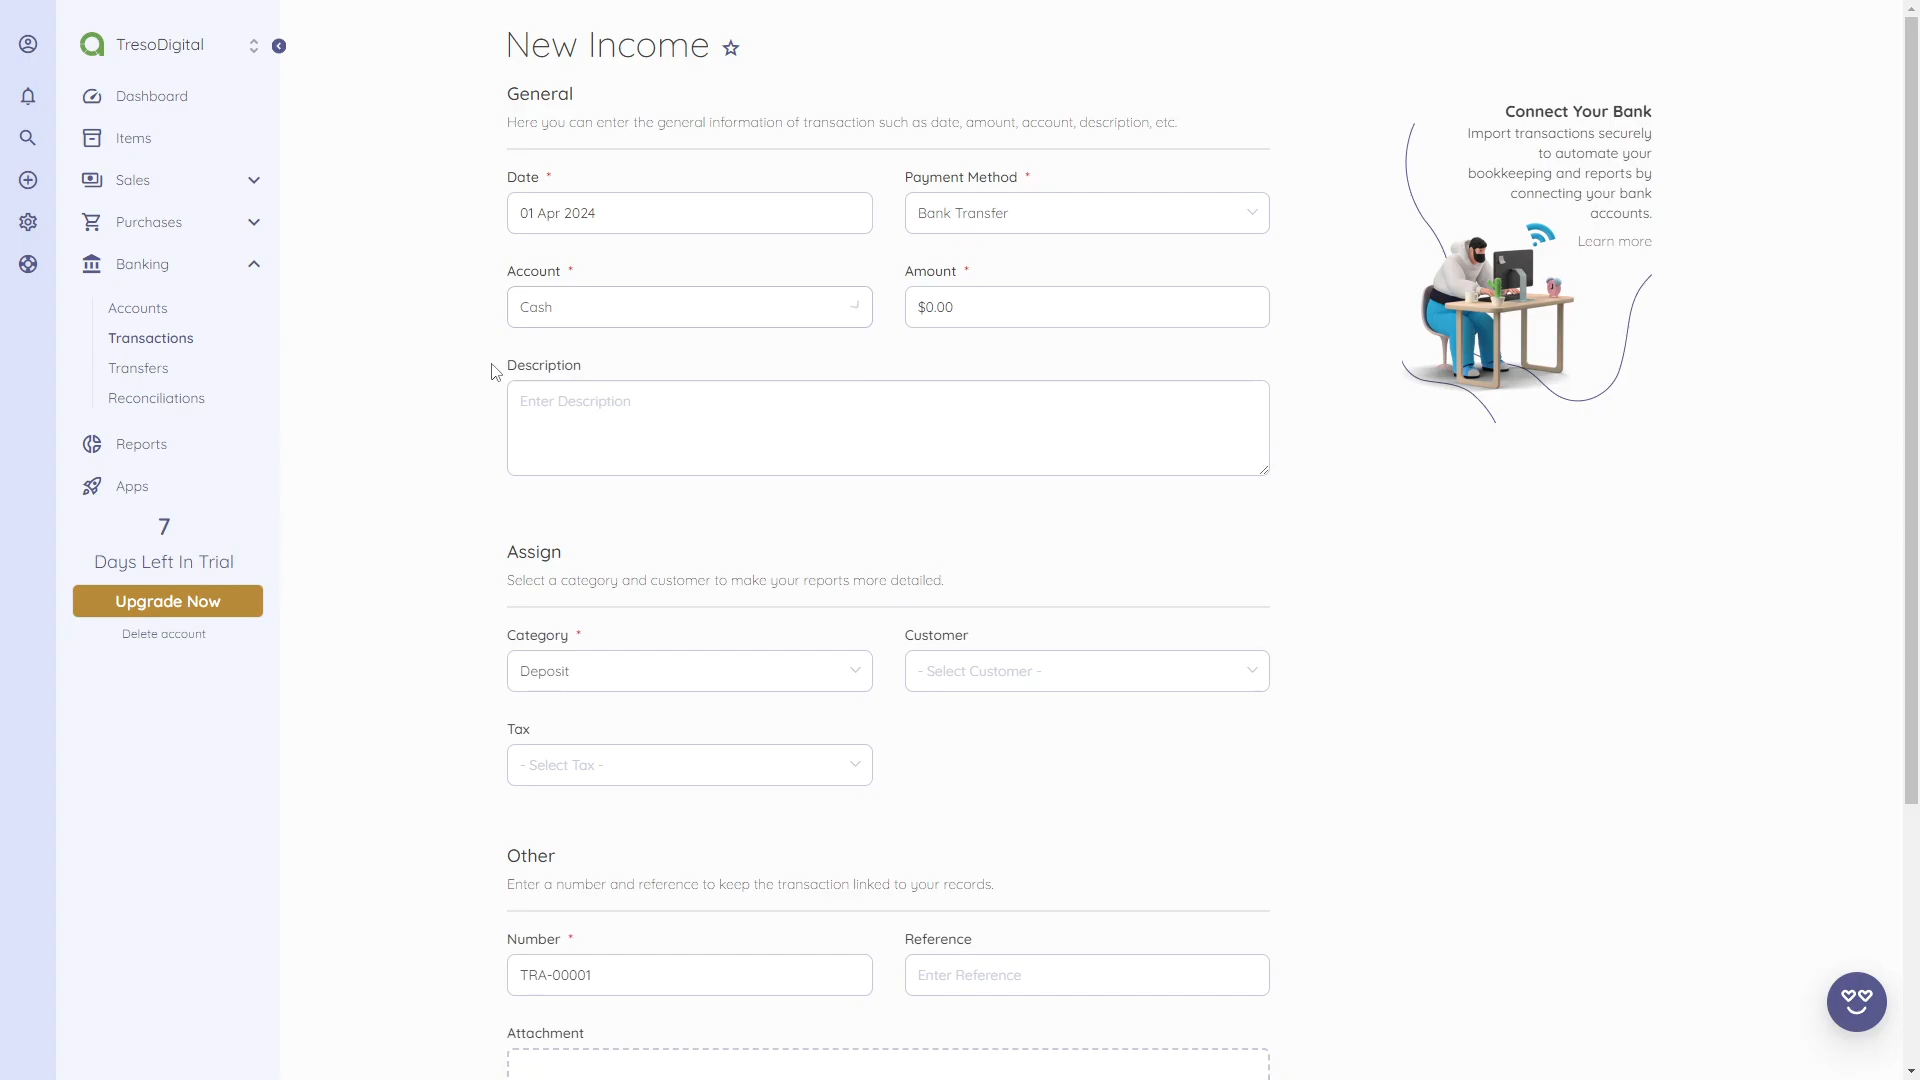 TresoDigital
Dashboard
Items
Sales
Purchases
Banking
Accounts
Transactions
Transfers
Reconciliations
Reports
Apps
7
Days Left In Trial
Upgrade Now
Delete account
New Income
General
Here you can enter the general information of transaction such as date, amount, account, description, etc.
Date *
Payment Method *
01 Apr 2024
Bank Transfer
Account *
Amount *
Cash
$0.00
Description
Enter Description
Assign
Select a category and customer to make your reports more detailed.
Category *
Customer
Deposit
- Select Customer -
Tax
- Select Tax -
Other
Enter a number and reference to keep the transaction linked to your records.
Number *
Reference
TRA-00001
Enter Reference
Attachment
Connect Your Bank
Import transactions securely
to automate your
bookkeeping and reports by
connecting your bank
accounts.
Learn more